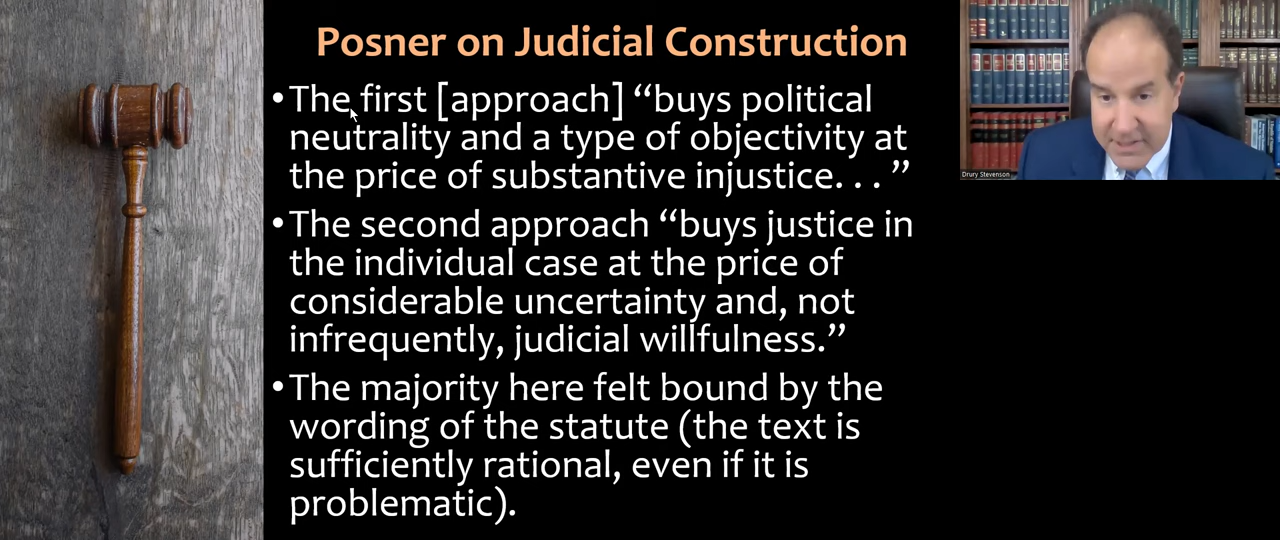 Posner on Judicial Construction
•The first [approach] “buys political
neutrality and a type of objectivity at
the price of substantive injustice. . . ”
•The second approach “buys justice in
the individual case at the price of
considerable uncertainty and, not
infrequently, judicial willfulness.”
•The majority here felt bound by the
wording of the statute (the text is
sufficiently rational, even if it is
problematic).
Drury Stevenson